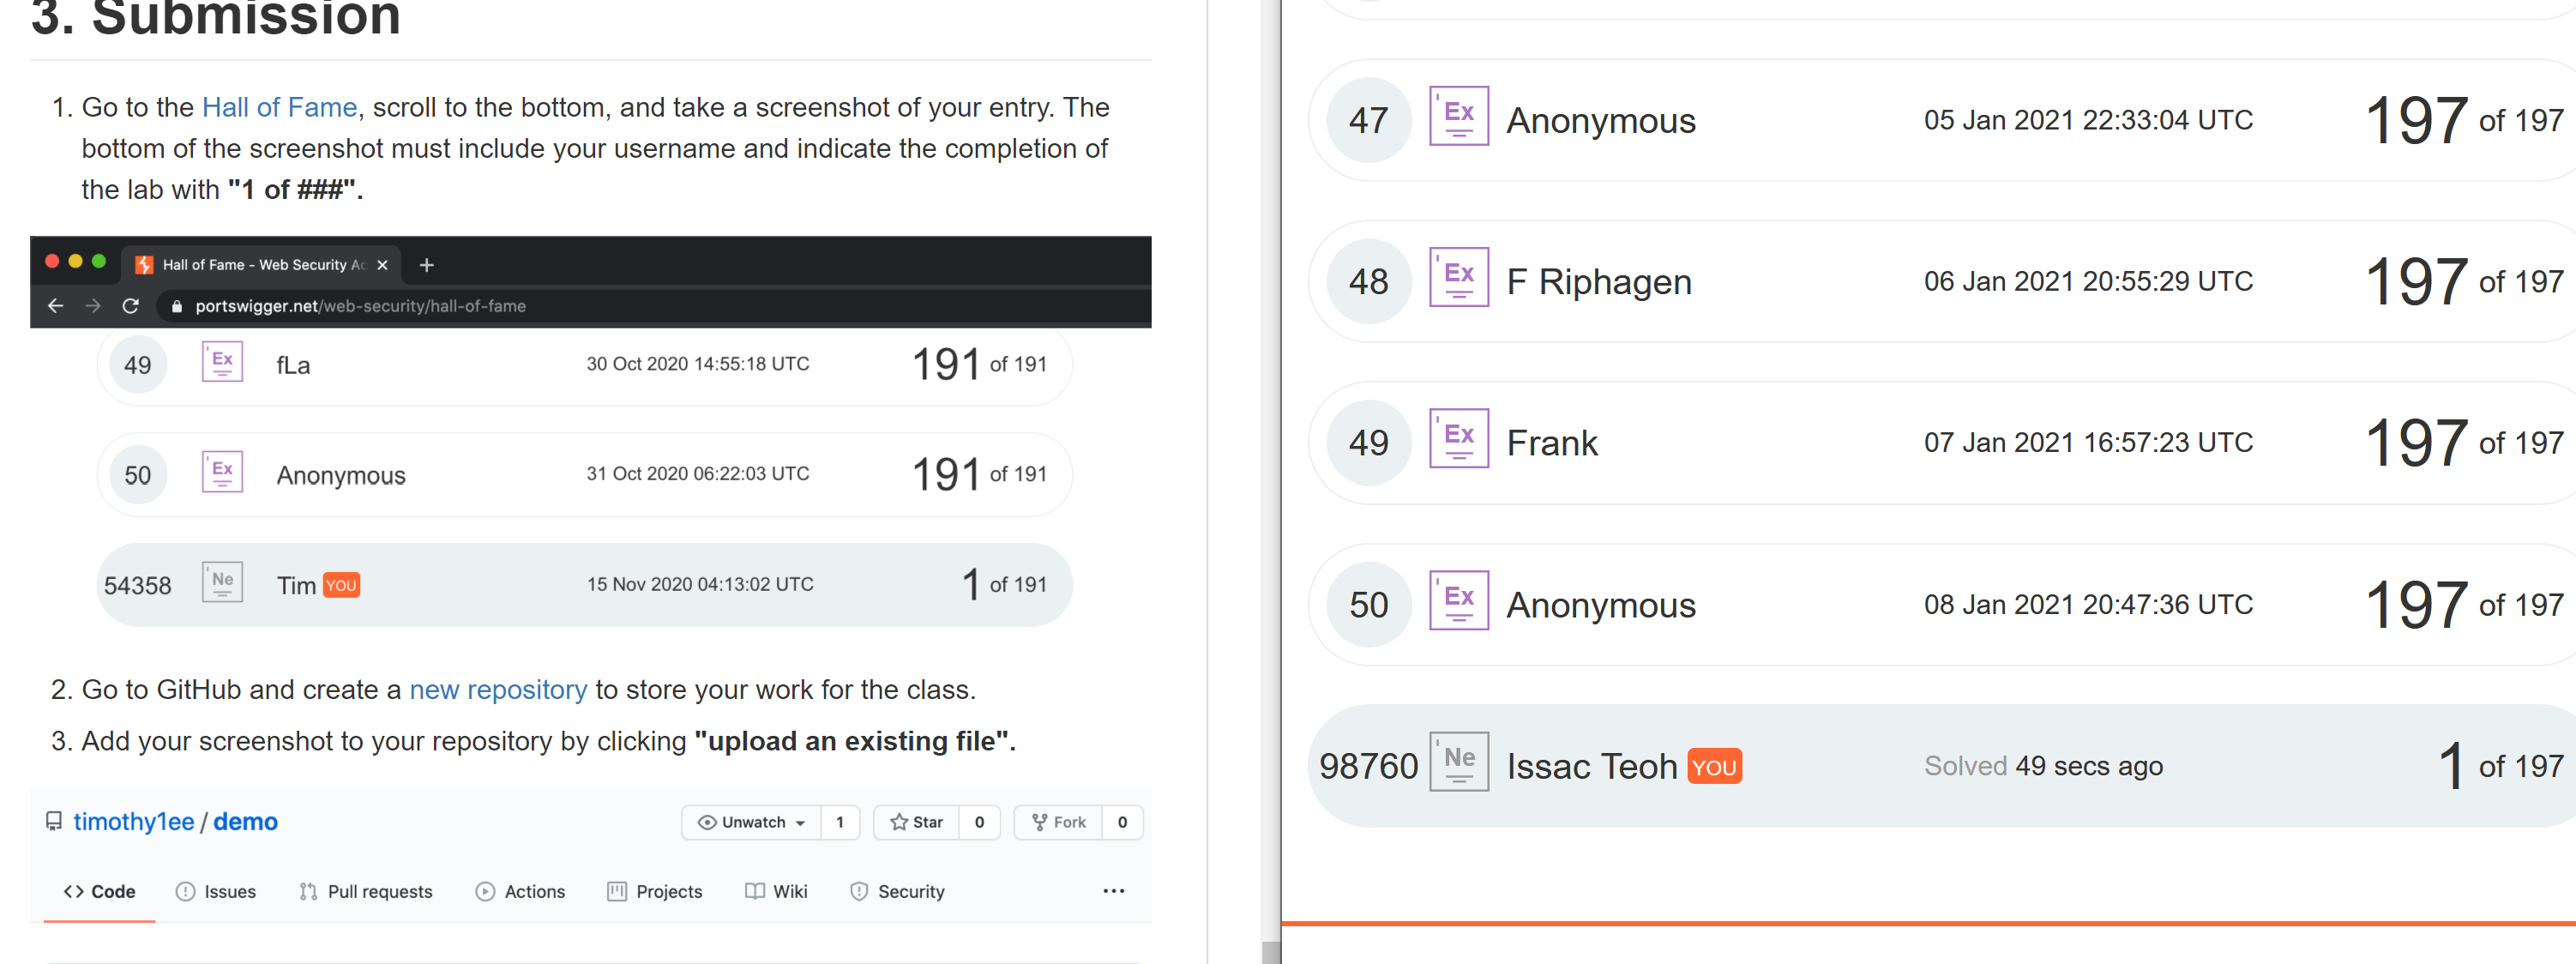 3. Submission
1. Go to the Hall of Fame, scroll to the bottom, and take a screenshot of your entry. The
bottom of the screenshot must include your username and indicate the completion of
the lab with "1 of ###".
Hall of Fame - Web Security Ac
portswigger.net/web-security/hall-of-fame
49 'Ex fLa 30 Oct 2020 14:55:18 UTC 191 of 191
50 'Ex Anonymous 31 Oct 2020 06:22:03 UTC 191 of 191
54358 'Ne Tim YOU 15 Nov 2020 04:13:02 UTC 1 of 191
2. Go to GitHub and create a new repository to store your work for the class.
3. Add your screenshot to your repository by clicking "upload an existing file".
timothy1ee / demo Unwatch 1 Star 0 Fork 0
<> Code Issues Pull requests Actions Projects Wiki Security ...
47 'Ex Anonymous 05 Jan 2021 22:33:04 UTC 197 of 197
48 'Ex F Riphagen 06 Jan 2021 20:55:29 UTC 197 of 197
49 'Ex Frank 07 Jan 2021 16:57:23 UTC 197 of 197
50 'Ex Anonymous 08 Jan 2021 20:47:36 UTC 197 of 197
98760 'Ne Issac Teoh YOU Solved 49 secs ago 1 of 197